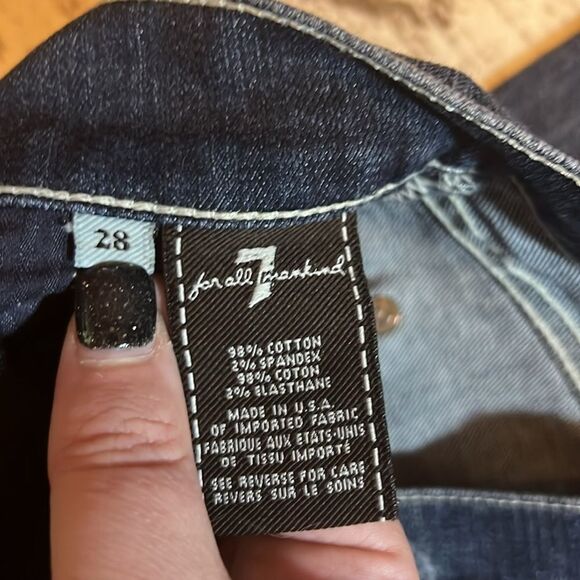 28
7
for all mankind
98% COTTON
2% SPANDEX
98% COTON
2% ELASTHANE
MADE IN U.S.A.
OF IMPORTED FABRIC
FABRIQUE AUX ETATS-UNIS
DE TISSU IMPORTÉ
SEE REVERSE FOR CARE
REVERS SUR LE SOINS